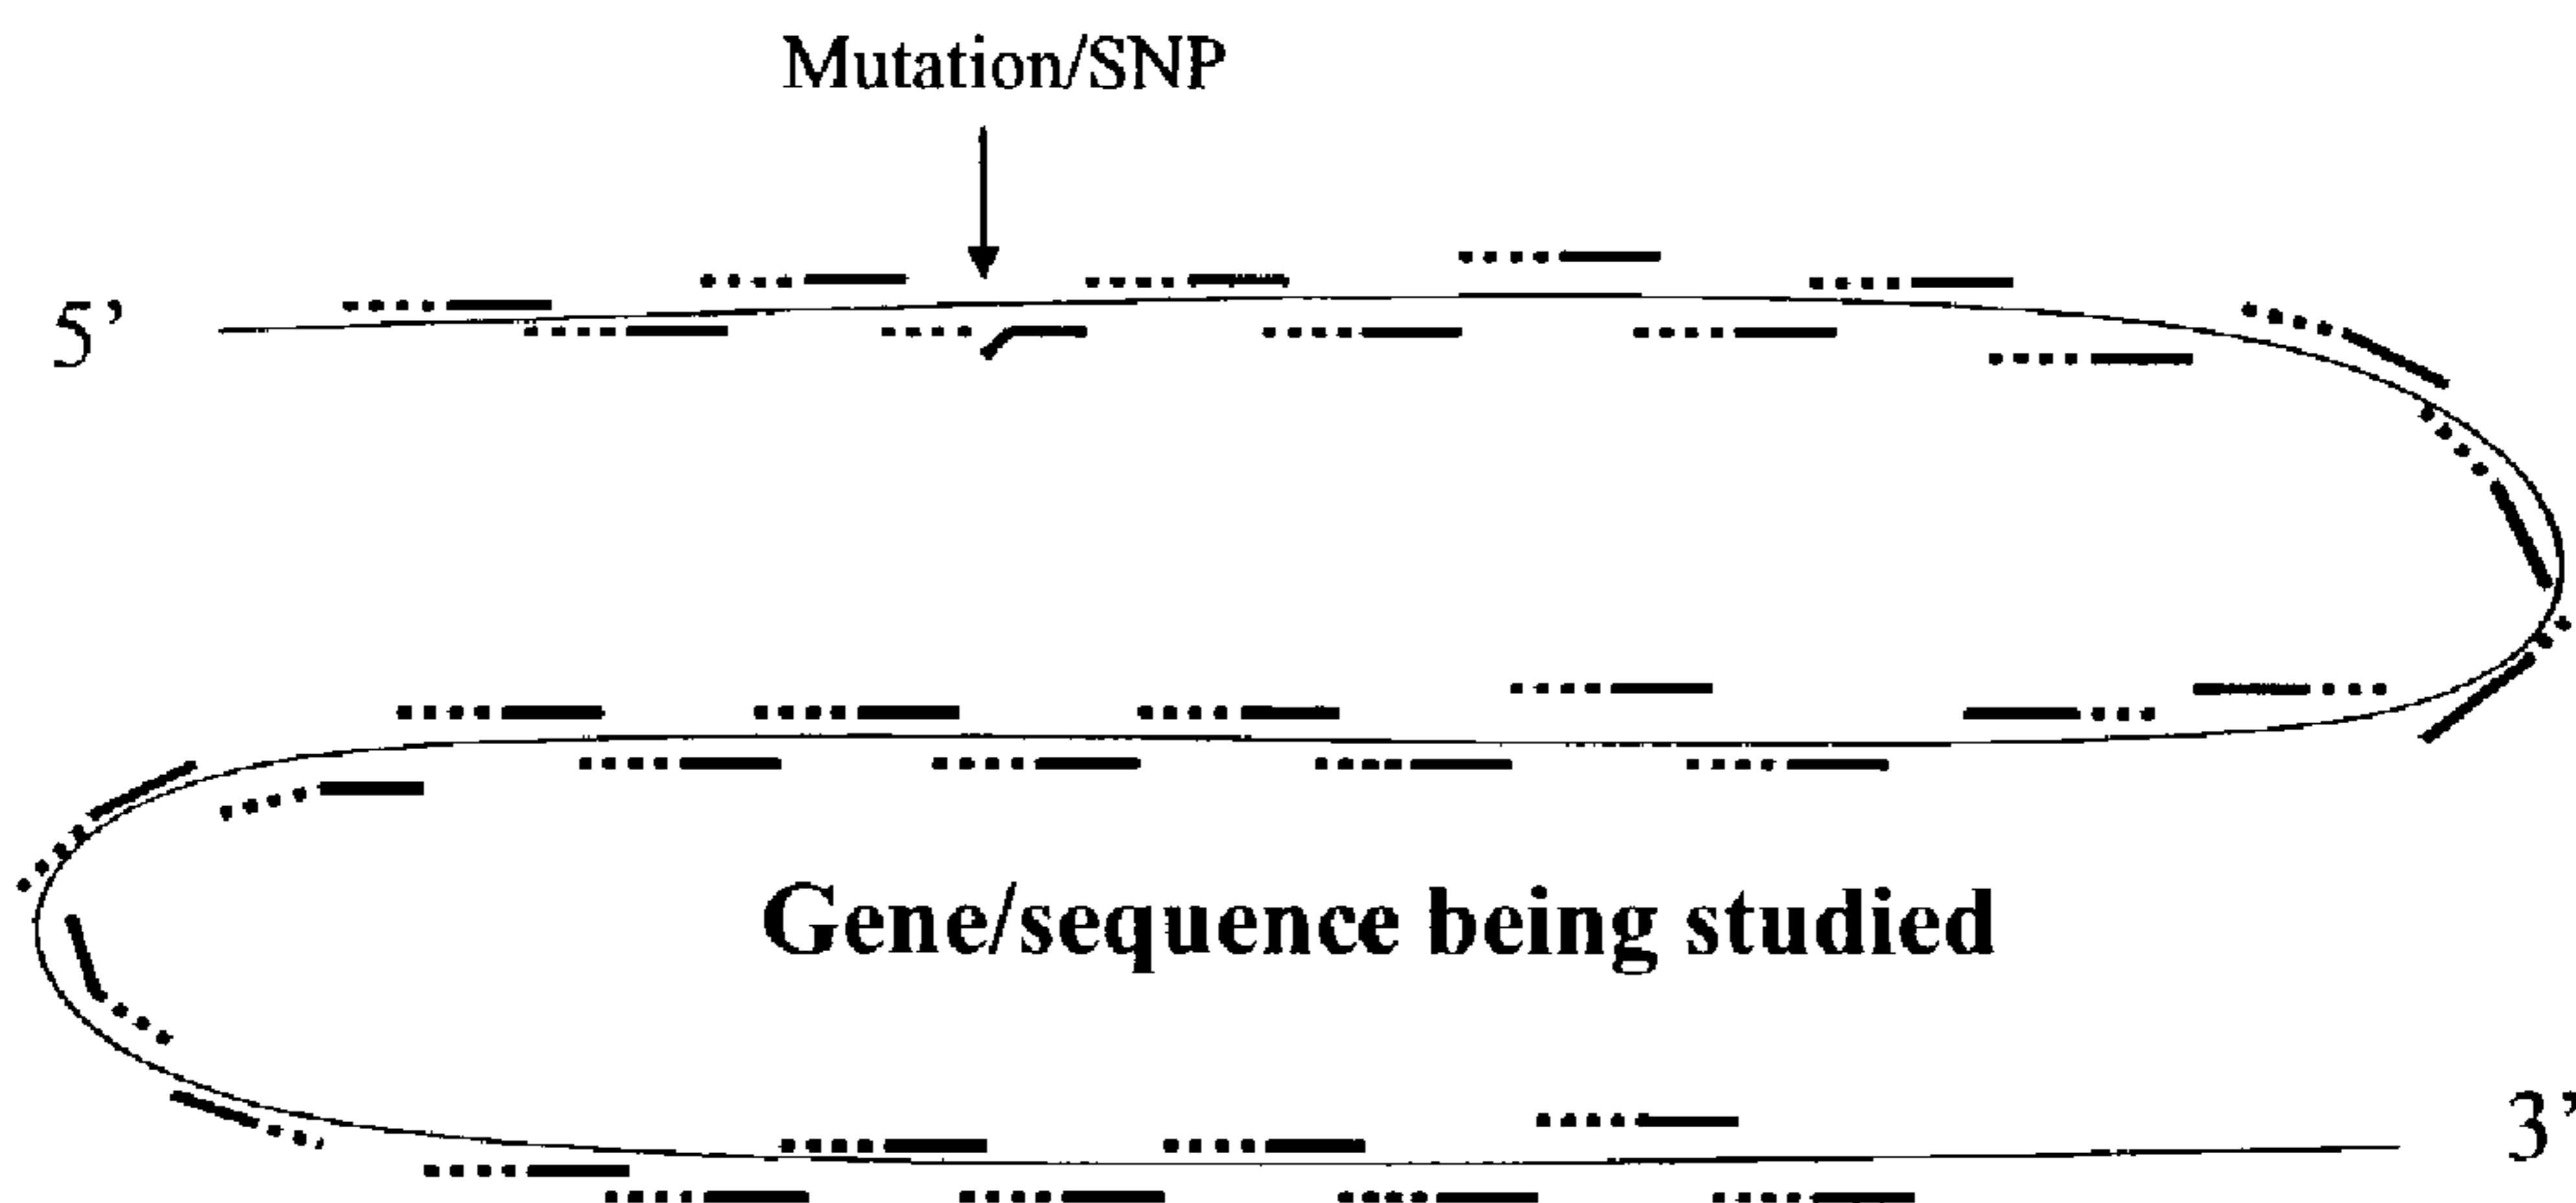 Mutation/SNP
5’
Gene/sequence being studied
3’